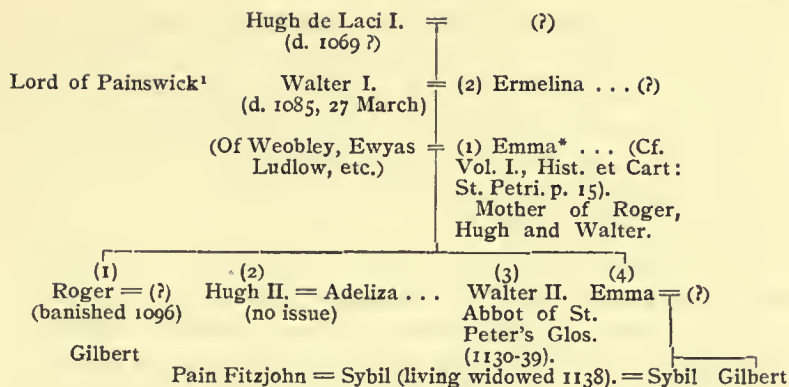 Hugh de Laci I. = (?)
(d. 1069 ?)
Lord of Painswick¹ Walter I. = (2) Ermelina ... (?)
(d. 1085, 27 March)
(Of Weobley, Ewyas = (1) Emma* ... (Cf.
Ludlow, etc.) Vol. I., Hist. et Cart:
St. Petri. p. 15).
Mother of Roger,
Hugh and Walter.
(1) (2) (3) (4)
Roger = (?) Hugh II. = Adeliza ... Walter II. Emma = (?)
(banished 1096) (no issue) Abbot of St.
Peter's Glos.
Gilbert (1130-39).
Pain Fitzjohn = Sybil (living widowed 1138). = Sybil Gilbert